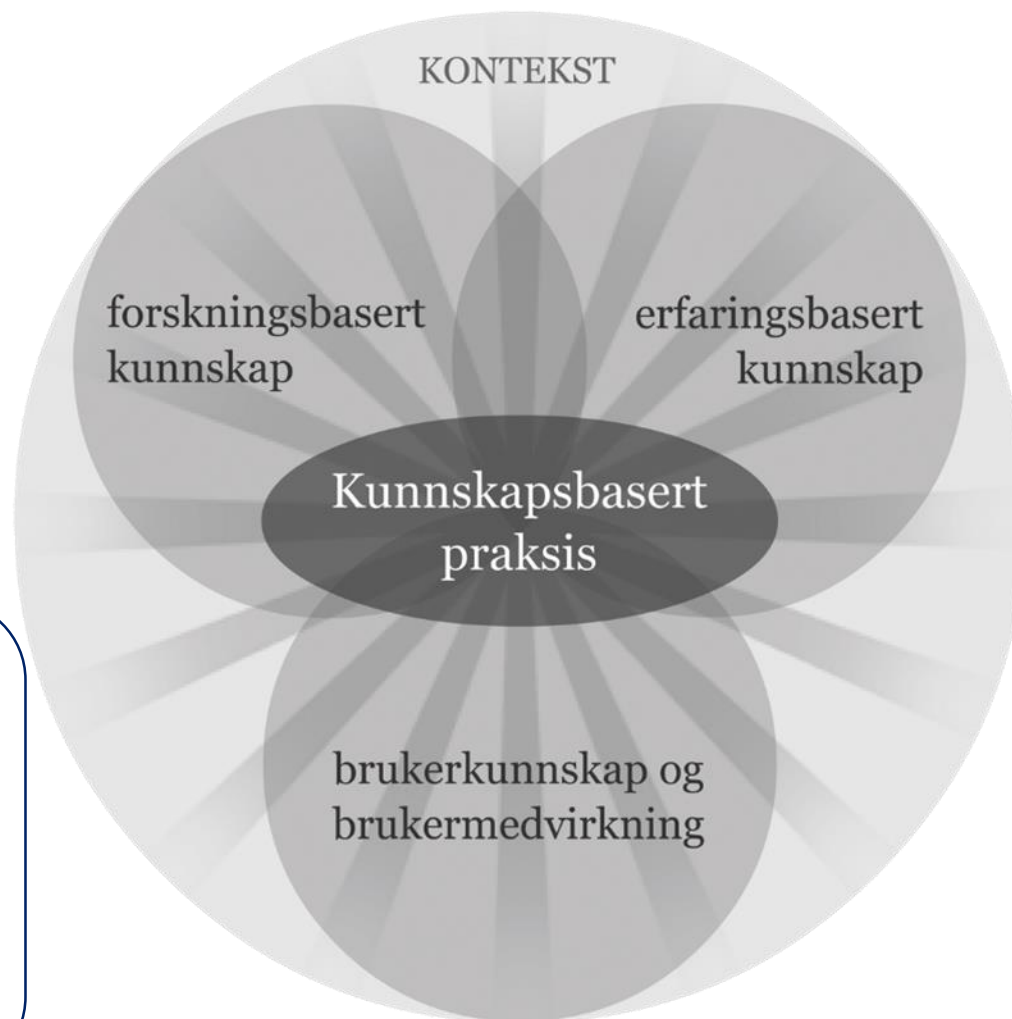 KONTEKST
forskningsbasert
kunnskap
erfaringsbasert
kunnskap
Kunnskapsbasert
praksis
brukerkunnskap og
brukermedvirkning